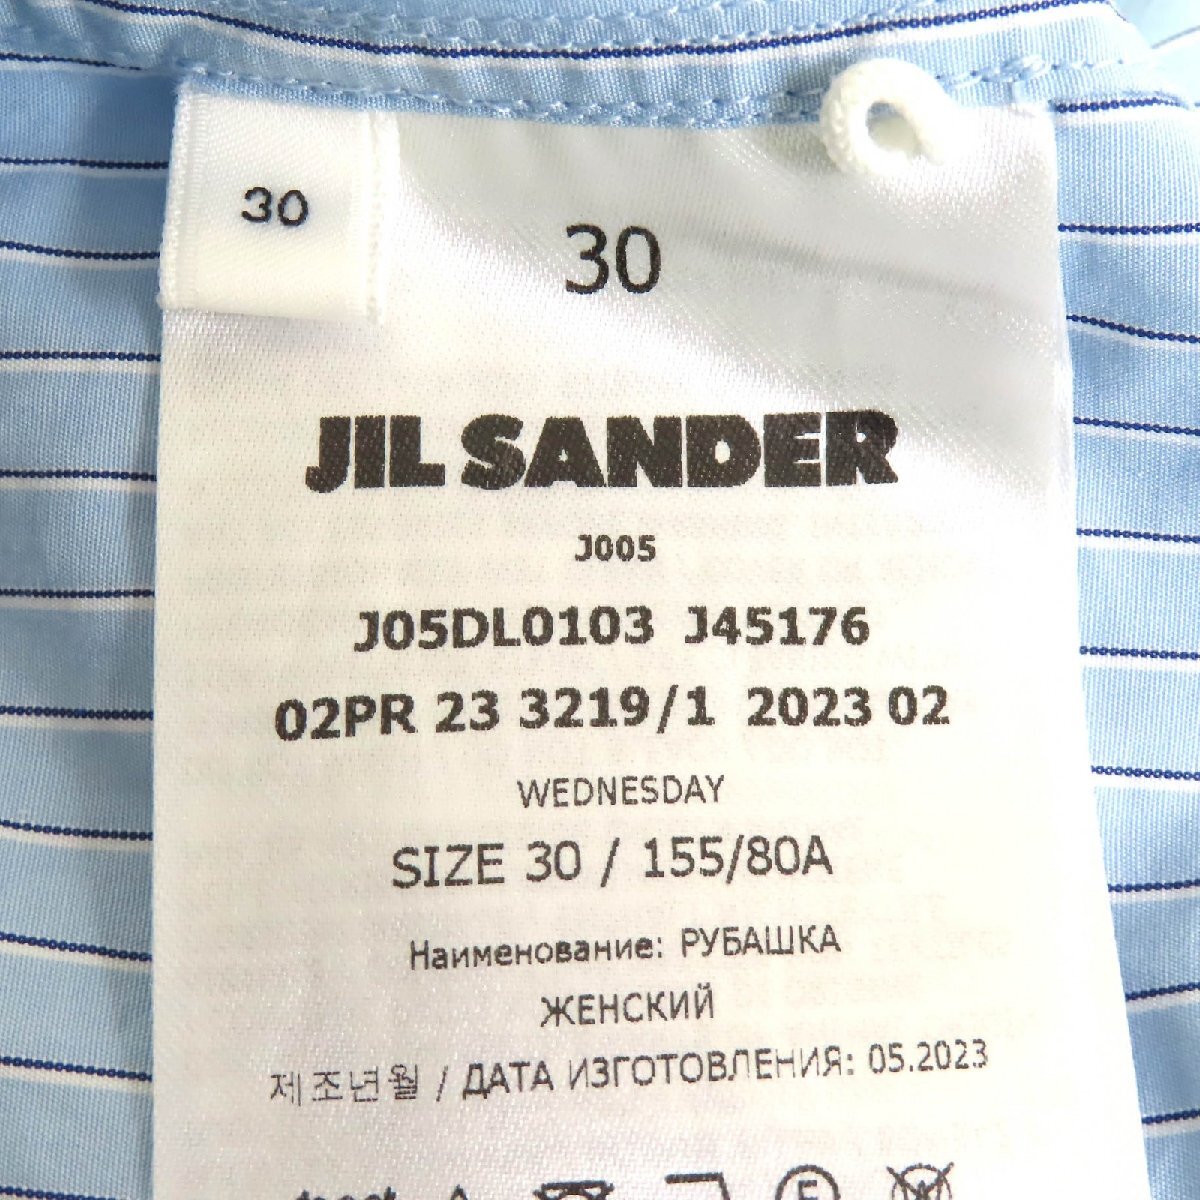 30
30
JIL SANDER
J005
J05DL0103 J45176
02PR 23 3219/1 2023 02
WEDNESDAY
SIZE 30 / 155/80A
Наименование: РУБАШКА
ЖЕНСКИЙ
제조년월 / ДАТА ИЗГОТОВЛЕНИЯ: 05.2023